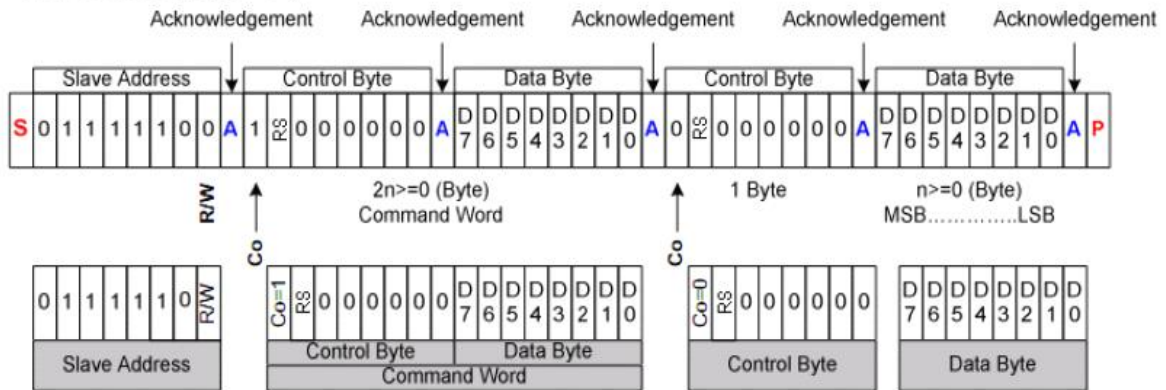 Acknowledgement Acknowledgement Acknowledgement Acknowledgement Acknowledgement
Slave Address Control Byte Data Byte Control Byte Data Byte
S 0 1 1 1 1 1 0 0 A 1 RS 0 0 0 0 0 0 A D7 D6 D5 D4 D3 D2 D1 D0 A 0 RS 0 0 0 0 0 0 A D7 D6 D5 D4 D3 D2 D1 D0 A P
R/W Co 2n>=0 (Byte) Co 1 Byte n>=0 (Byte)
Command Word MSB..............LSB
0 1 1 1 1 1 0 R/W Co=1 RS 0 0 0 0 0 0 D7 D6 D5 D4 D3 D2 D1 D0 Co=0 RS 0 0 0 0 0 0 D7 D6 D5 D4 D3 D2 D1 D0
Slave Address Control Byte Data Byte Control Byte Data Byte
Command Word